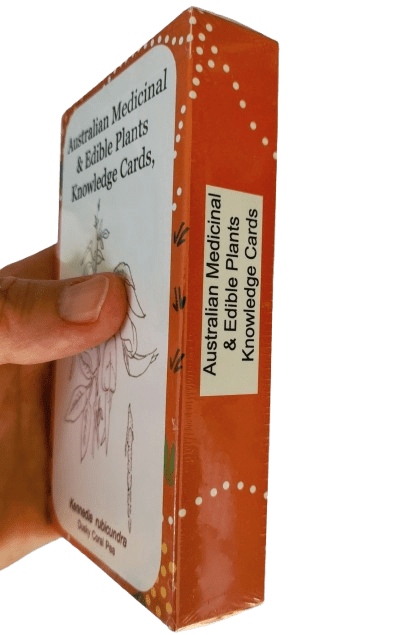 Australian Medicinal
& Edible Plants
Knowledge Cards,
Kennedia rubicundra
Dusky Coral Pea
Australian Medicinal
& Edible Plants
Knowledge Cards